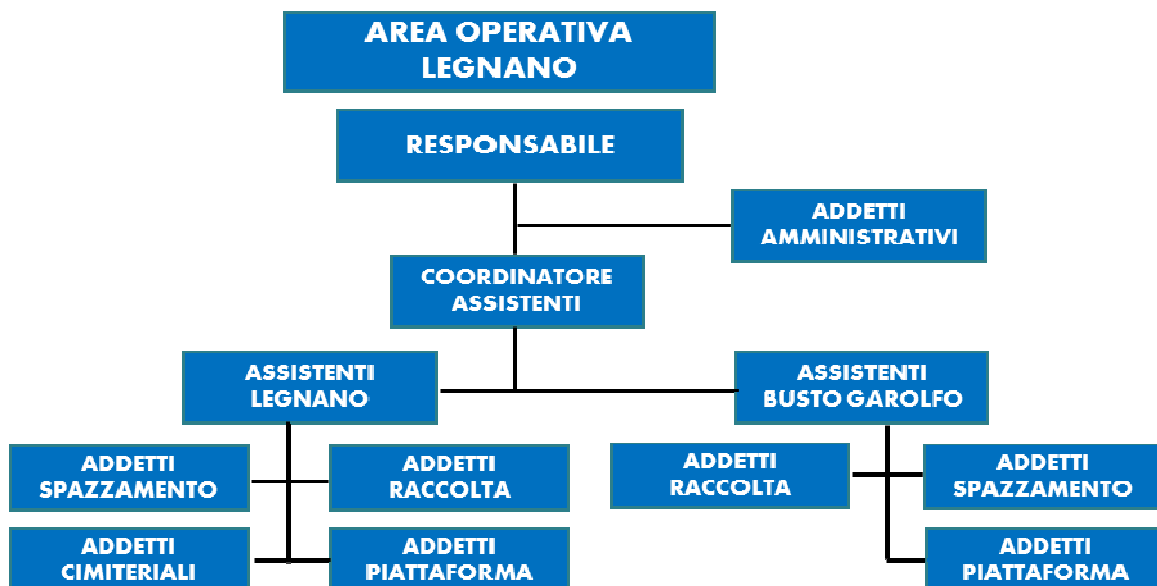 AREA OPERATIVA
LEGNANO
RESPONSABILE
ADDETTI
AMMINISTRATIVI
COORDINATORE
ASSISTENTI
ASSISTENTI
LEGNANO
ASSISTENTI
BUSTO GAROLFO
ADDETTI
SPAZZAMENTO
ADDETTI
RACCOLTA
ADDETTI
RACCOLTA
ADDETTI
SPAZZAMENTO
ADDETTI
CIMITERIALI
ADDETTI
PIATTAFORMA
ADDETTI
PIATTAFORMA